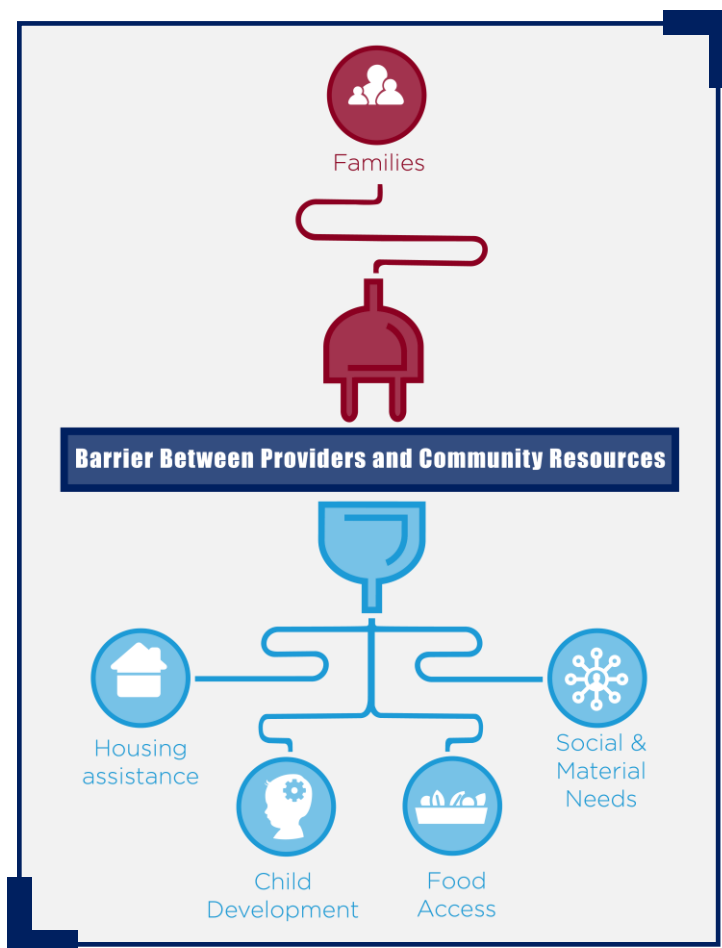 Families
Barrier Between Providers and Community Resources
Housing
assistance
Social &
Material
Needs
Child
Development
Food
Access